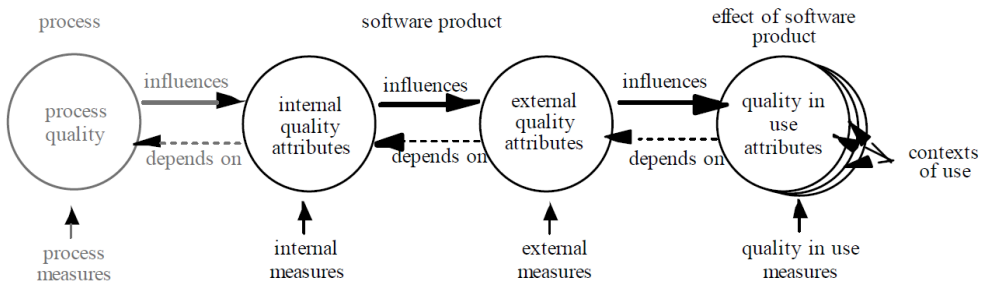 process
software product
effect of software
product
influences
influences
influences
process
quality
internal
quality
attributes
external
quality
attributes
quality in
use
attributes
depends on
depends on
depends on
contexts
of use
process
measures
internal
measures
external
measures
quality in use
measures